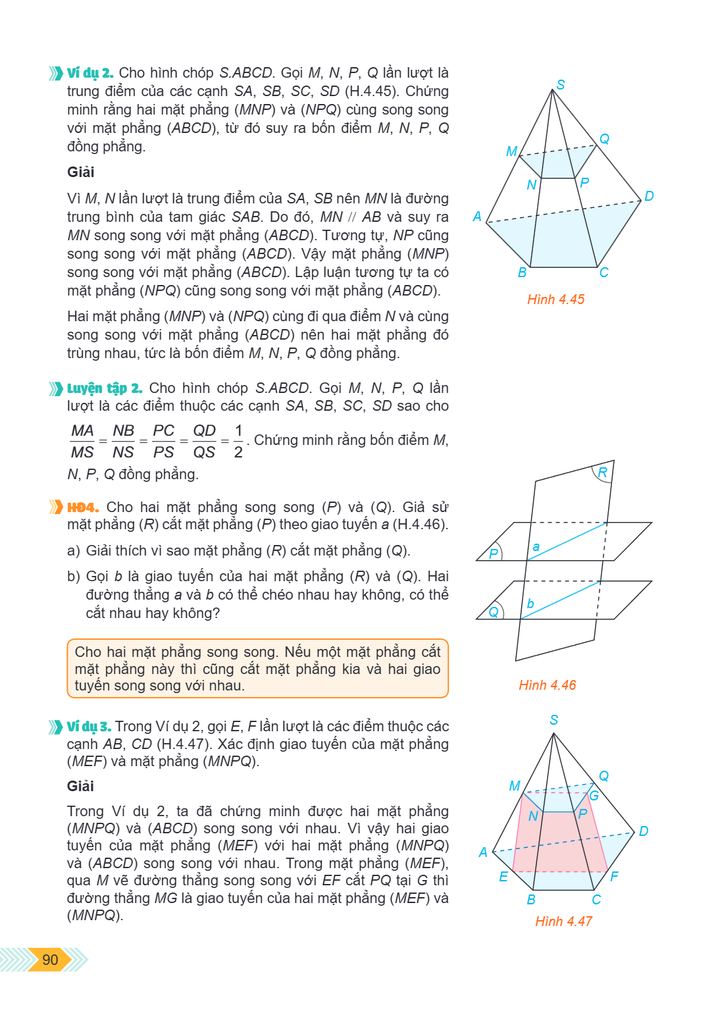 Ví dụ 2. Cho hình chóp S.ABCD. Gọi M, N, P, Q lần lượt là
trung điểm của các cạnh SA, SB, SC, SD (H.4.45). Chứng
minh rằng hai mặt phẳng (MNP) và (NPQ) cùng song song
với mặt phẳng (ABCD), từ đó suy ra bốn điểm M, N, P, Q
đồng phẳng.
Giải
Vì M, N lần lượt là trung điểm của SA, SB nên MN là đường
trung bình của tam giác SAB. Do đó, MN // AB và suy ra
MN song song với mặt phẳng (ABCD). Tương tự, NP cũng
song song với mặt phẳng (ABCD). Vậy mặt phẳng (MNP)
song song với mặt phẳng (ABCD). Lập luận tương tự ta có
mặt phẳng (NPQ) cũng song song với mặt phẳng (ABCD).
Hai mặt phẳng (MNP) và (NPQ) cùng đi qua điểm N và cùng
song song với mặt phẳng (ABCD) nên hai mặt phẳng đó
trùng nhau, tức là bốn điểm M, N, P, Q đồng phẳng.
S
M
Q
N
P
A
D
B
C
Hình 4.45
Luyện tập 2. Cho hình chóp S.ABCD. Gọi M, N, P, Q lần
lượt là các điểm thuộc các cạnh SA, SB, SC, SD sao cho
MA/MS = NB/NS = PC/PS = QD/QS = 1/2. Chứng minh rằng bốn điểm M,
N, P, Q đồng phẳng.
HĐ4. Cho hai mặt phẳng song song (P) và (Q). Giả sử
mặt phẳng (R) cắt mặt phẳng (P) theo giao tuyến a (H.4.46).
a) Giải thích vì sao mặt phẳng (R) cắt mặt phẳng (Q).
b) Gọi b là giao tuyến của hai mặt phẳng (R) và (Q). Hai
đường thẳng a và b có thể chéo nhau hay không, có thể
cắt nhau hay không?
Cho hai mặt phẳng song song. Nếu một mặt phẳng cắt
mặt phẳng này thì cũng cắt mặt phẳng kia và hai giao
tuyến song song với nhau.
R
P
a
Q
b
Hình 4.46
Ví dụ 3. Trong Ví dụ 2, gọi E, F lần lượt là các điểm thuộc các
cạnh AB, CD (H.4.47). Xác định giao tuyến của mặt phẳng
(MEF) và mặt phẳng (MNPQ).
Giải
Trong Ví dụ 2, ta đã chứng minh được hai mặt phẳng
(MNPQ) và (ABCD) song song với nhau. Vì vậy hai giao
tuyến của mặt phẳng (MEF) với hai mặt phẳng (MNPQ)
và (ABCD) song song với nhau. Trong mặt phẳng (MEF),
qua M vẽ đường thẳng song song với EF cắt PQ tại G thì
đường thẳng MG là giao tuyến của hai mặt phẳng (MEF) và
(MNPQ).
S
M
Q
G
N
P
A
D
E
F
B
C
Hình 4.47
90